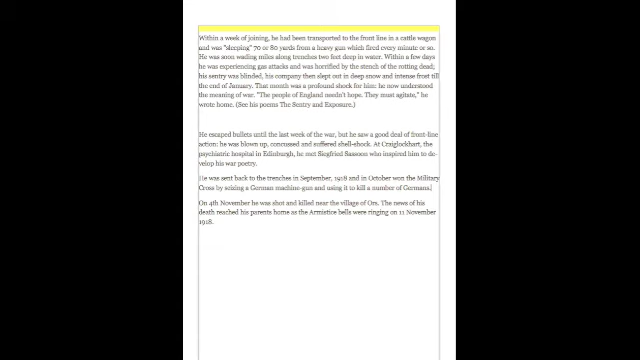 Within a week of joining, he had been transported to the front line in a cattle wagon
and was "sleeping" 70 or 80 yards from a heavy gun which fired every minute or so.
He was soon wading miles along trenches two feet deep in water. Within a few days
he was experiencing gas attacks and was horrified by the stench of the rotting dead;
his sentry was blinded, his company then slept out in deep snow and intense frost till
the end of January. That month was a profound shock for him: he now understood
the meaning of war. "The people of England needn't hope. They must agitate," he
wrote home. (See his poems The Sentry and Exposure.)
He escaped bullets until the last week of the war, but he saw a good deal of front-line
action: he was blown up, concussed and suffered shell-shock. At Craiglockhart, the
psychiatric hospital in Edinburgh, he met Siegfried Sassoon who inspired him to de-
velop his war poetry.
He was sent back to the trenches in September, 1918 and in October won the Military
Cross by seizing a German machine-gun and using it to kill a number of Germans.
On 4th November he was shot and killed near the village of Ors. The news of his
death reached his parents home as the Armistice bells were ringing on 11 November
1918.